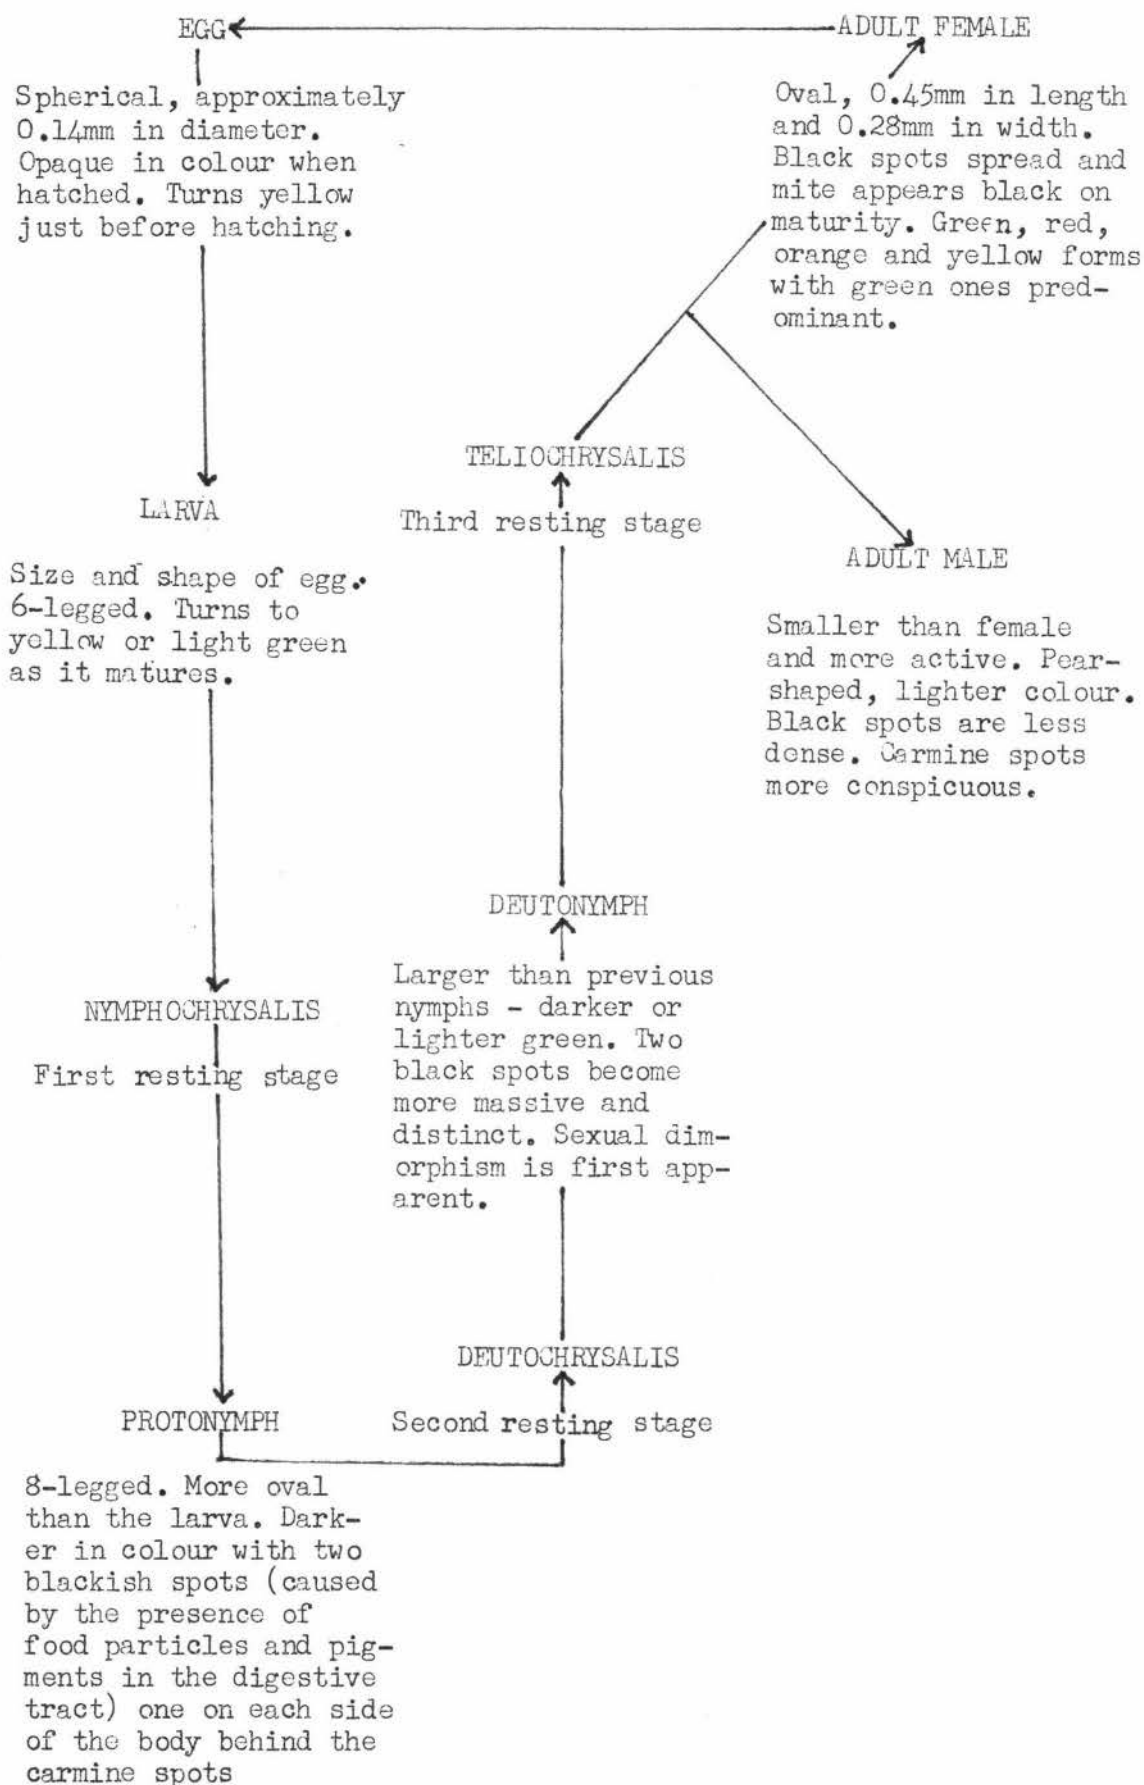 EGG
Spherical, approximately
0.14mm in diameter.
Opaque in colour when
hatched. Turns yellow
just before hatching.
LARVA
Size and shape of egg.
6-legged. Turns to
yellow or light green
as it matures.
NYMPHOCHRYSALIS
First resting stage
PROTONYMPH
8-legged. More oval
than the larva. Dark-
er in colour with two
blackish spots (caused
by the presence of
food particles and pig-
ments in the digestive
tract) one on each side
of the body behind the
carmine spots
DEUTOCHRYSALIS
Second resting stage
DEUTONYMPH
Larger than previous
nymphs - darker or
lighter green. Two
black spots become
more massive and
distinct. Sexual dim-
orphism is first app-
arent.
TELIOCHRYSALIS
Third resting stage
ADULT FEMALE
Oval, 0.45mm in length
and 0.28mm in width.
Black spots spread and
mite appears black on
maturity. Green, red,
orange and yellow forms
with green ones pred-
ominant.
ADULT MALE
Smaller than female
and more active. Pear-
shaped, lighter colour.
Black spots are less
dense. Carmine spots
more conspicuous.